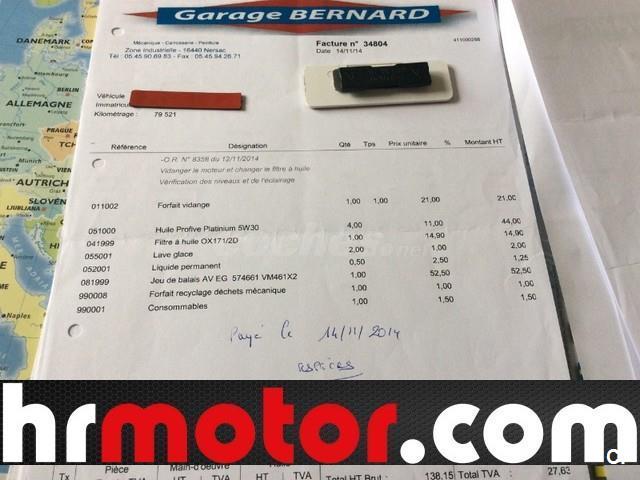 Garage BERNARD
Mécanique - Carrosserie - Peinture
Zone Industrielle - 16440 Nersac
Tél : 05.45.90.69.83 - Fax : 05.45.94.26.71
Facture n° 34804
Date : 14/11/14
411000288
Véhicule
Immatricu
Kilométrage : 79 521
Référence Désignation Qté Tps Prix unitaire % Montant HT
-O.R. N° 8358 du 12/11/2014
Vidanger le moteur et changer le filtre à huile
Vérification des niveaux et de l'éclairage
011002 Forfait vidange 1,00 1,00 21,00 21,00
051000 Huile Profive Platinium 5W30 4,00 11,00 44,00
041999 Filtre à huile OX171/2D 1,00 14,90 14,90
055001 Lave glace 2,00 1,00 2,00
052001 Liquide permanent 0,50 2,50 1,25
081999 Jeu de balais AV EG 574661 VM461X2 1,00 52,50 52,50
990008 Forfait recyclage déchets mécanique 1,00 1,00 1,00
990001 Consommables 1,00 1,50 1,50
Payé le 14/11/2014
espèces
DANEMARK
BERLIN
ALLEMAGNE
PRAGUE
TCH
AUTRICH
SLOVÉN
LJUBLJANA
Naples
hrmotor.com
Tx Pièce HT TVA Main-d'oeuvre HT TVA HT TVA Total HT Brut : 138,15 Total TVA : 27,63